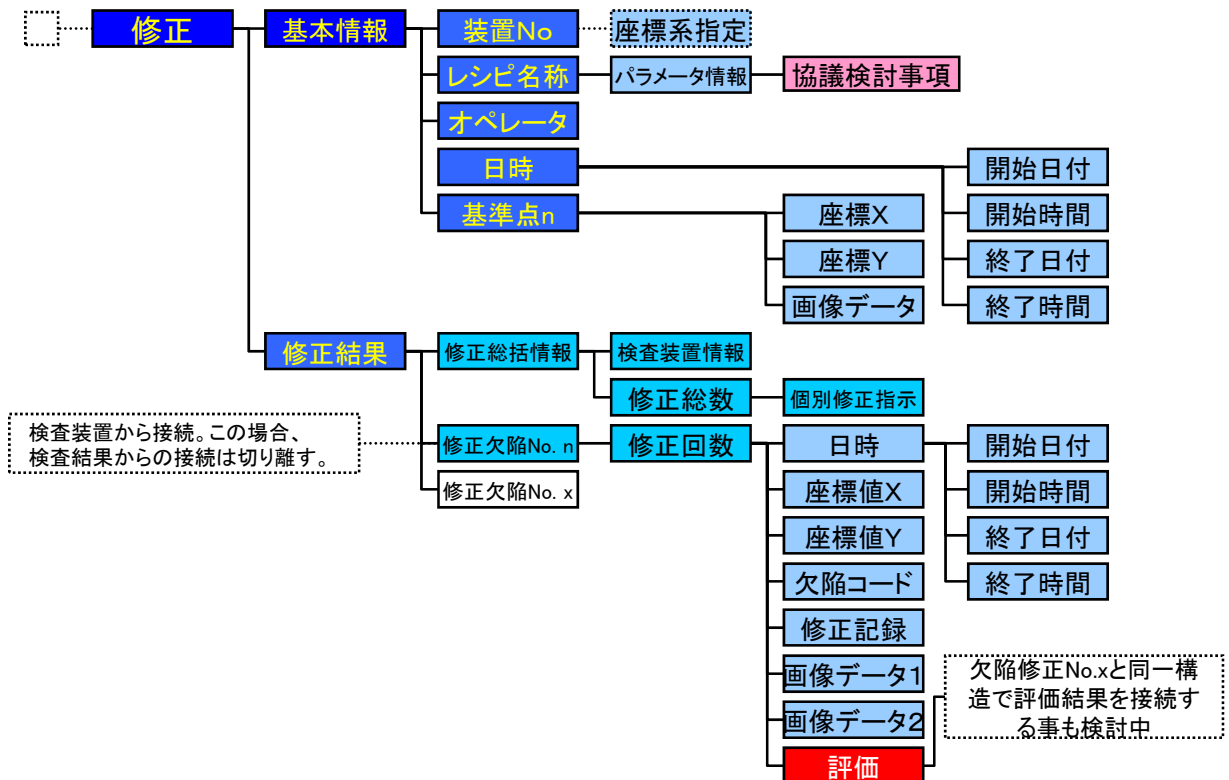 修正
基本情報
装置No
座標系指定
レシピ名称
パラメータ情報
協議検討事項
オペレータ
日時
開始日付
基準点n
座標X
開始時間
座標Y
終了日付
画像データ
終了時間
修正結果
修正総括情報
検査装置情報
修正総数
個別修正指示
検査装置から接続。この場合、
検査結果からの接続は切り離す。
修正欠陥No. n
修正回数
日時
開始日付
修正欠陥No. x
座標値X
開始時間
座標値Y
終了日付
欠陥コード
終了時間
修正記録
画像データ1
画像データ2
評価
欠陥修正No.xと同一構
造で評価結果を接続す
る事も検討中